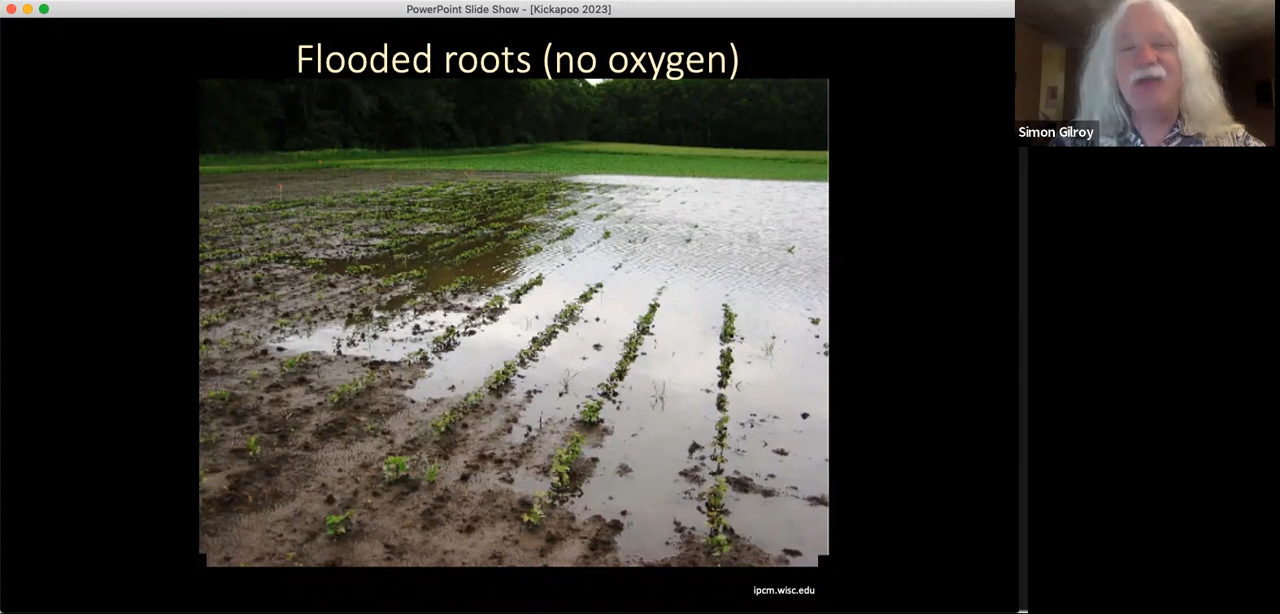 PowerPoint Slide Show - [Kickapoo 2023]
Flooded roots (no oxygen)
Simon Gilroy
ipcm.wisc.edu